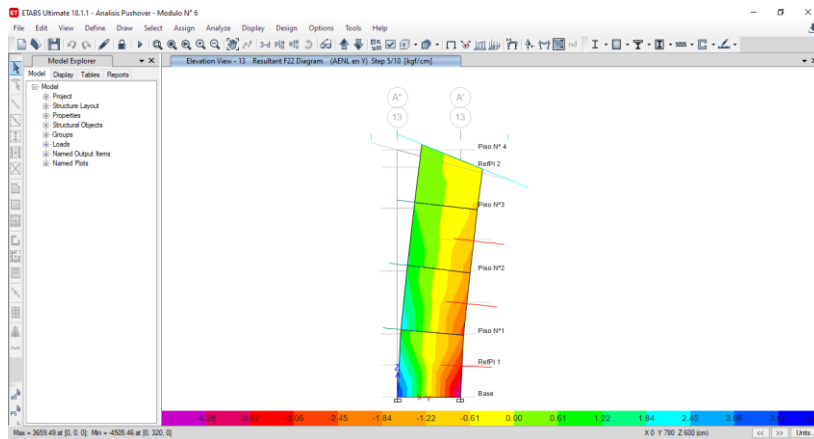 ETABS Ultimate 18.1.1 - Analisis Pushover - Modulo N° 6
File Edit View Define Draw Select Assign Analyze Display Design Options Tools Help
3-d
nd
Model Explorer
Elevation View - 13 Resultant F22 Diagram (AENL en Y) Step 5/10 [kgf/cm]
Model Display Tables Reports
Model
Project
Structure Layout
Properties
Structural Objects
Groups
Loads
Named Output Items
Named Plots
A" A'
13 13
Piso N° 4
RefPl 2
Piso N°3
Piso N°2
Piso N°1
RefPl 1
Z
Y
Base
all
PS
-4.28 -3.67 -3.06 -2.45 -1.84 -1.22 -0.61 0.00 0.61 1.22 1.84 2.45 3.06
Max = 3659.49 at [0, 0, 0]; Min = -4505.46 at [0, 320, 0]
X 0 Y 780 Z 600 (cm)
<< >> Units...